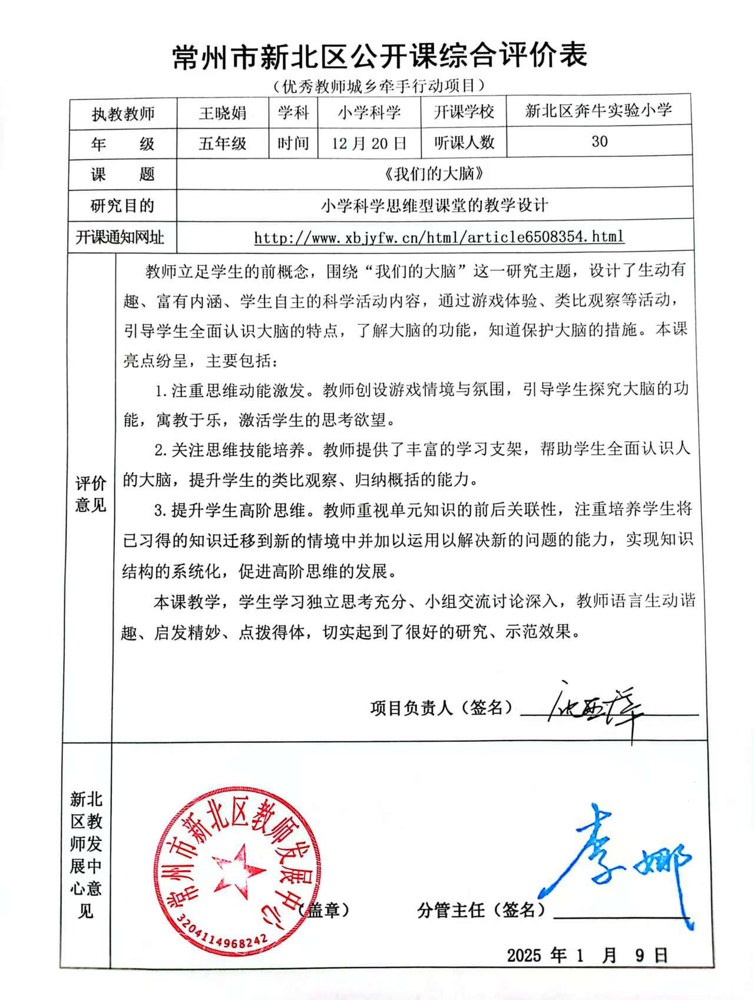 常州市新北区公开课综合评价表
（优秀教师城乡牵手行动项目）
执教教师 王晓娟 学科 小学科学 开课学校 新北区奔牛实验小学
年 级 五年级 时间 12月20日 听课人数 30
课 题 《我们的大脑》
研究目的 小学科学思维型课堂的教学设计
开课通知网址 http://www.xbjyfw.cn/html/article6508354.html
评价
意见
教师立足学生的前概念，围绕“我们的大脑”这一研究主题，设计了生动有
趣、富有内涵、学生自主的科学活动内容，通过游戏体验、类比观察等活动，
引导学生全面认识大脑的特点，了解大脑的功能，知道保护大脑的措施。本课
亮点纷呈，主要包括：
1.注重思维动能激发。教师创设游戏情境与氛围，引导学生探究大脑的功
能，寓教于乐，激活学生的思考欲望。
2.关注思维技能培养。教师提供了丰富的学习支架，帮助学生全面认识人
的大脑，提升学生的类比观察、归纳概括的能力。
3.提升学生高阶思维。教师重视单元知识的前后关联性，注重培养学生将
已习得的知识迁移到新的情境中并加以运用以解决新的问题的能力，实现知识
结构的系统化，促进高阶思维的发展。
本课教学，学生学习独立思考充分、小组交流讨论深入，教师语言生动谐
趣、启发精妙、点拨得体，切实起到了很好的研究、示范效果。
项目负责人（签名）
新北
区教
师发
展中
心意
见
常州市新北区教师发展中心
3204114968242
（盖章） 分管主任（签名） 李娜
2025 年 1 月 9 日